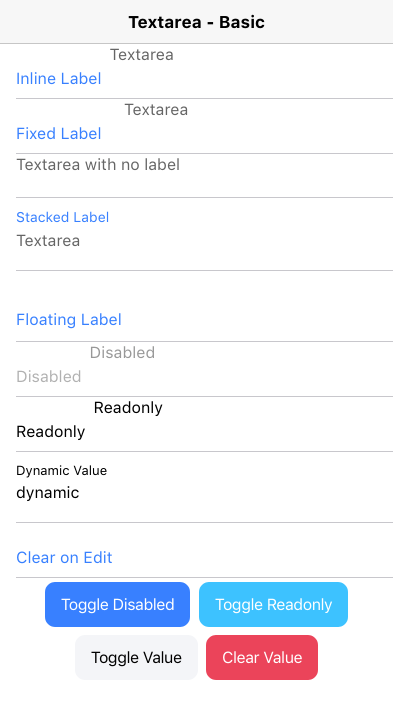 Textarea - Basic
Textarea
Inline Label
Textarea
Fixed Label
Textarea with no label
Stacked Label
Textarea
Floating Label
Disabled
Disabled
Readonly
Readonly
Dynamic Value
dynamic
Clear on Edit
Toggle Disabled Toggle Readonly
Toggle Value Clear Value